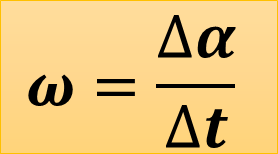 ω = Δα / Δt